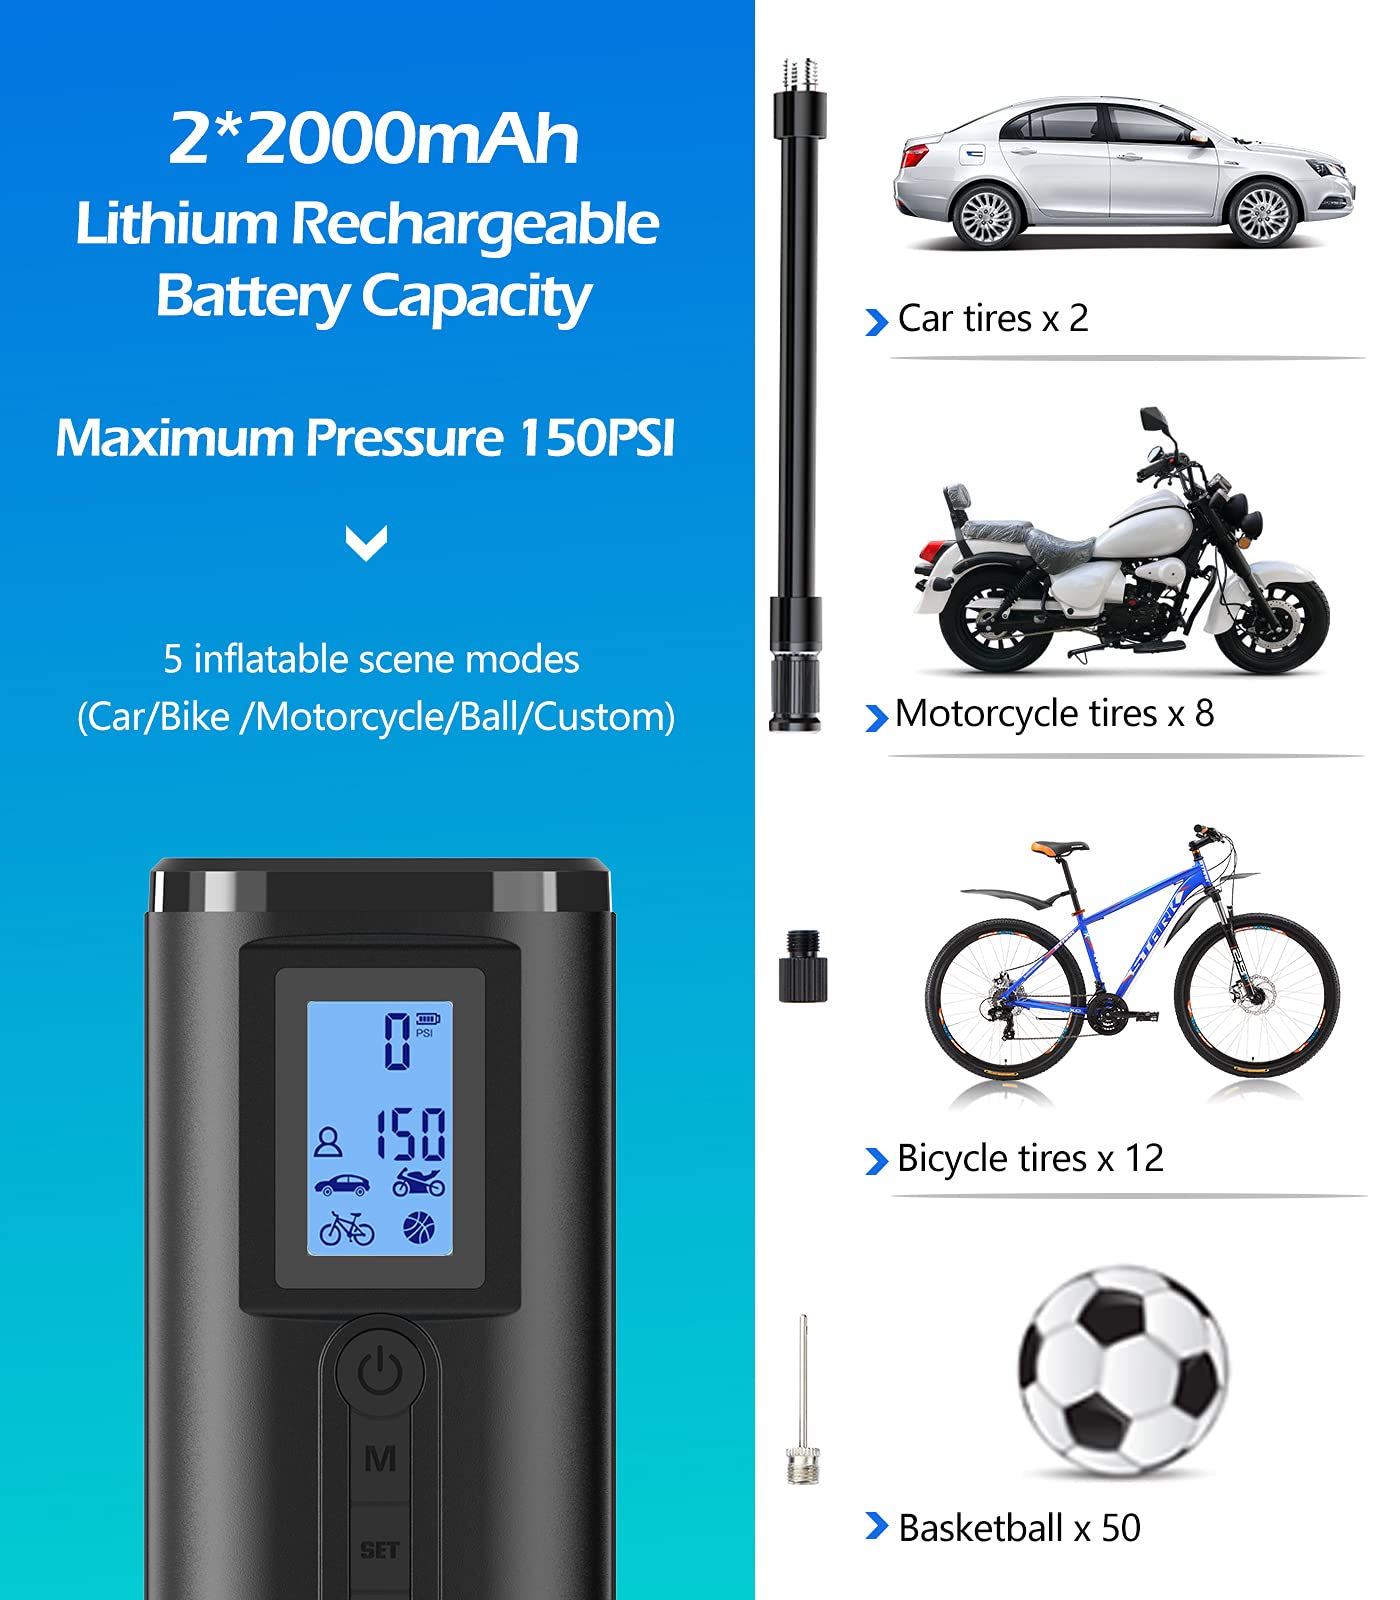 2*2000mAh
Lithium Rechargeable
Battery Capacity
Maximum Pressure 150PSI
5 inflatable scene modes
(Car/Bike /Motorcycle/Ball/Custom)
0 PSI
150
M
SET
Car tires x 2
Motorcycle tires x 8
STARK
Bicycle tires x 12
Basketball x 50